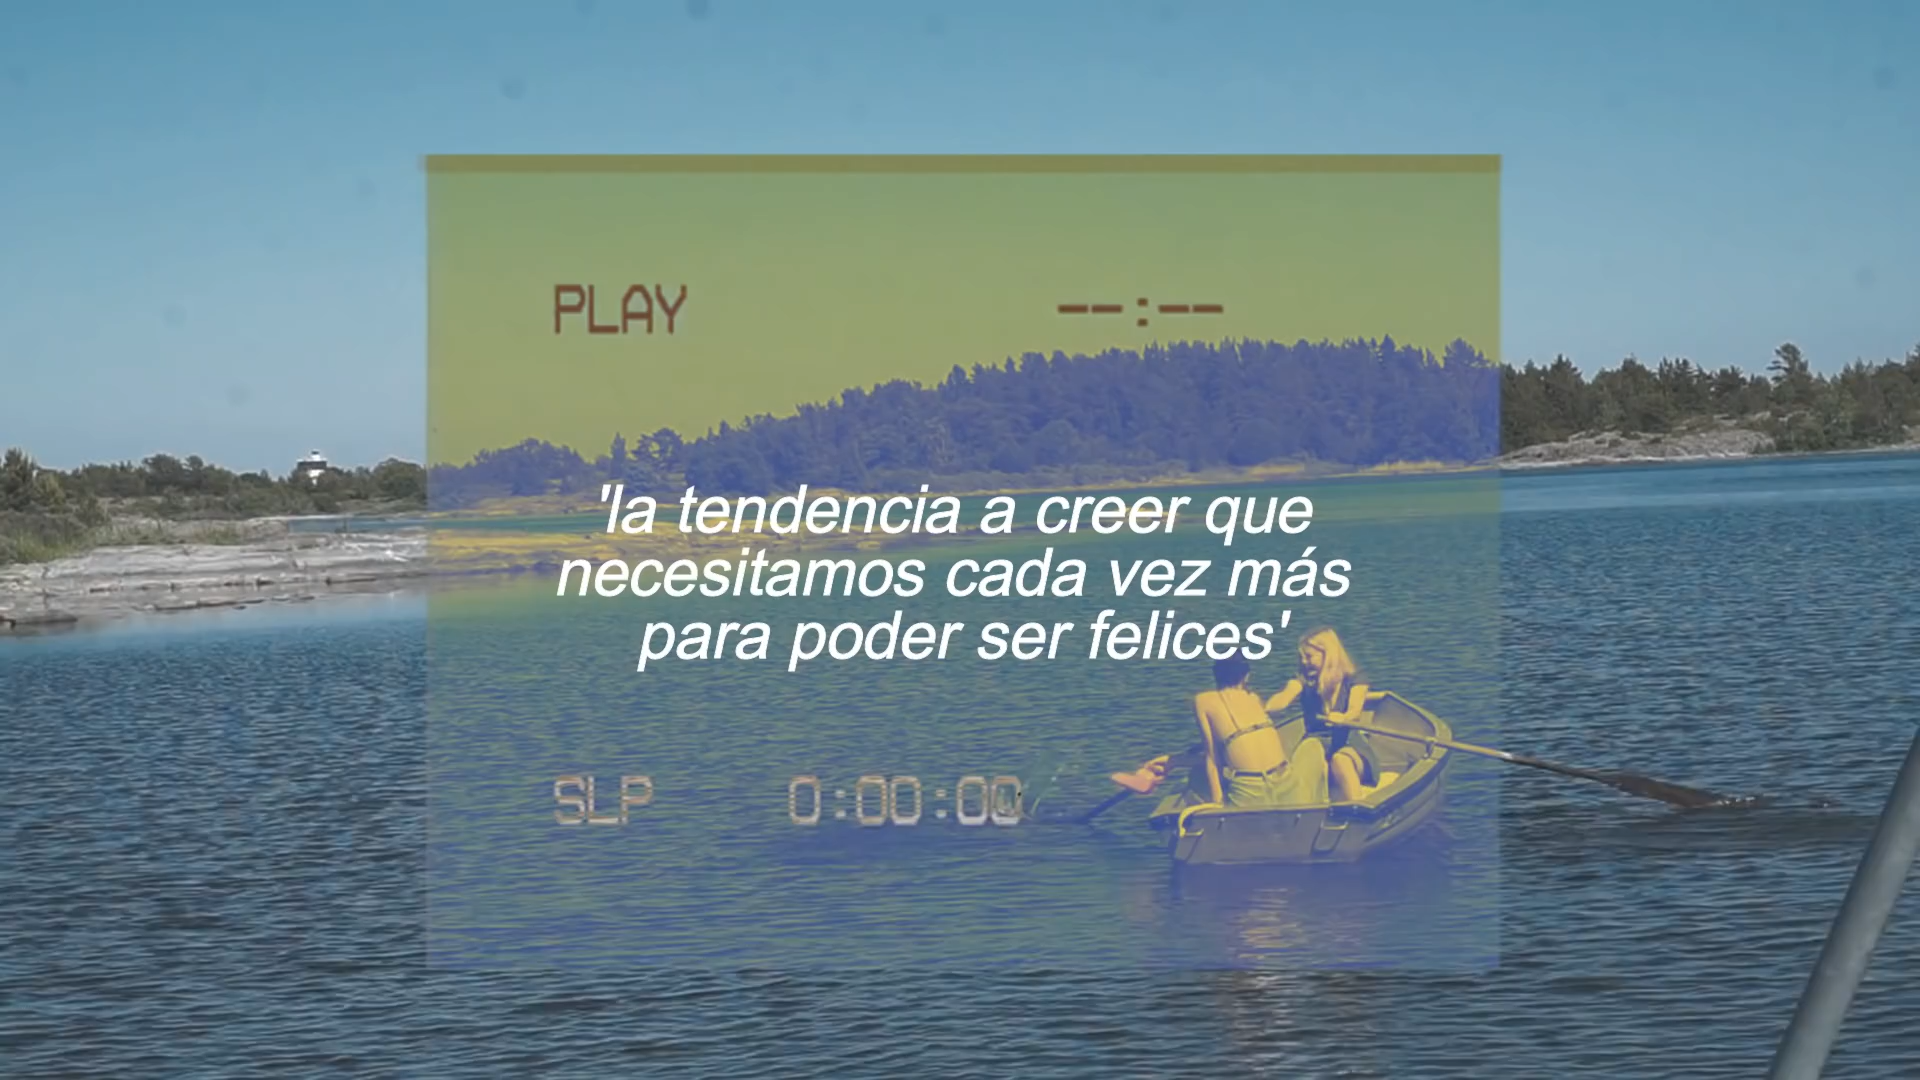 PLAY --:--
'la tendencia a creer que
necesitamos cada vez más
para poder ser felices'
SLP 0:00:00